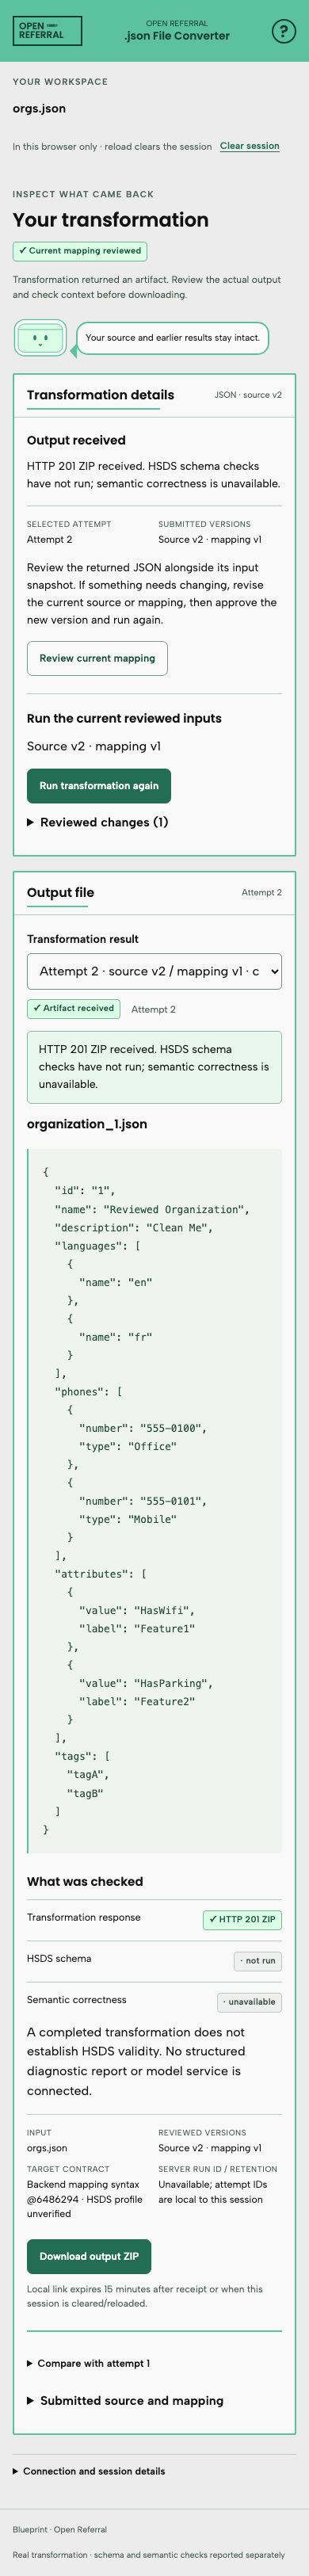 OPEN
REFERRAL
OPEN REFERRAL
.json File Converter
?
YOUR WORKSPACE
orgs.json
In this browser only · reload clears the session Clear session
INSPECT WHAT CAME BACK
Your transformation
✓ Current mapping reviewed
Transformation returned an artifact. Review the actual output
and check context before downloading.
Your source and earlier results stay intact.
Transformation details
JSON · source v2
Output received
HTTP 201 ZIP received. HSDS schema checks
have not run; semantic correctness is unavailable.
SELECTED ATTEMPT
Attempt 2
SUBMITTED VERSIONS
Source v2 · mapping v1
Review the returned JSON alongside its input
snapshot. If something needs changing, revise
the current source or mapping, then approve the
new version and run again.
Review current mapping
Run the current reviewed inputs
Source v2 · mapping v1
Run transformation again
▶ Reviewed changes (1)
Output file
Attempt 2
Transformation result
Attempt 2 · source v2 / mapping v1 · c
✓ Artifact received
Attempt 2
HTTP 201 ZIP received. HSDS schema
checks have not run; semantic correctness is
unavailable.
organization_1.json
{
"id": "1",
"name": "Reviewed Organization",
"description": "Clean Me",
"languages": [
{
"name": "en"
},
{
"name": "fr"
}
],
"phones": [
{
"number": "555-0100",
"type": "Office"
},
{
"number": "555-0101",
"type": "Mobile"
}
],
"attributes": [
{
"value": "HasWifi",
"label": "Feature1"
},
{
"value": "HasParking",
"label": "Feature2"
}
],
"tags": [
"tagA",
"tagB"
]
}
What was checked
Transformation response
✓ HTTP 201 ZIP
HSDS schema
· not run
Semantic correctness
· unavailable
A completed transformation does not
establish HSDS validity. No structured
diagnostic report or model service is
connected.
INPUT
orgs.json
REVIEWED VERSIONS
Source v2 · mapping v1
TARGET CONTRACT
Backend mapping syntax
@6486294 · HSDS profile
unverified
SERVER RUN ID / RETENTION
Unavailable; attempt IDs
are local to this session
Download output ZIP
Local link expires 15 minutes after receipt or when this
session is cleared/reloaded.
▶ Compare with attempt 1
▶ Submitted source and mapping
▶ Connection and session details
Blueprint · Open Referral
Real transformation · schema and semantic checks reported separately